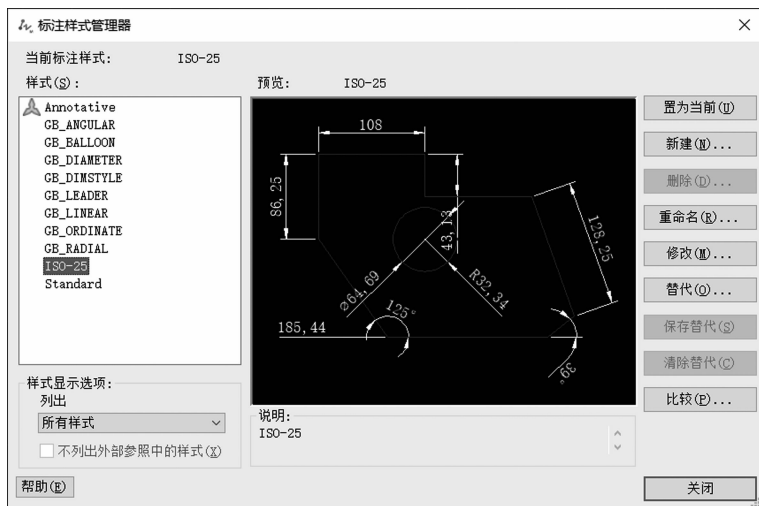 标注样式管理器
当前标注样式: ISO-25
样式(S): 预览: ISO-25
Annotative
GB_ANGULAR
GB_BALLOON
GB_DIAMETER
GB_DIMSTYLE
GB_LEADER
GB_LINEAR
GB_ORDINATE
GB_RADIAL
ISO-25
Standard
108
86,25
43,13
128,25
⌀64,69
R32,34
125°
185,44
39°
置为当前(U)
新建(N)...
删除(D)...
重命名(R)...
修改(M)...
替代(O)...
保存替代(S)
清除替代(C)
比较(P)...
样式显示选项:
列出
所有样式
不列出外部参照中的样式(X)
说明:
ISO-25
帮助(E)
关闭